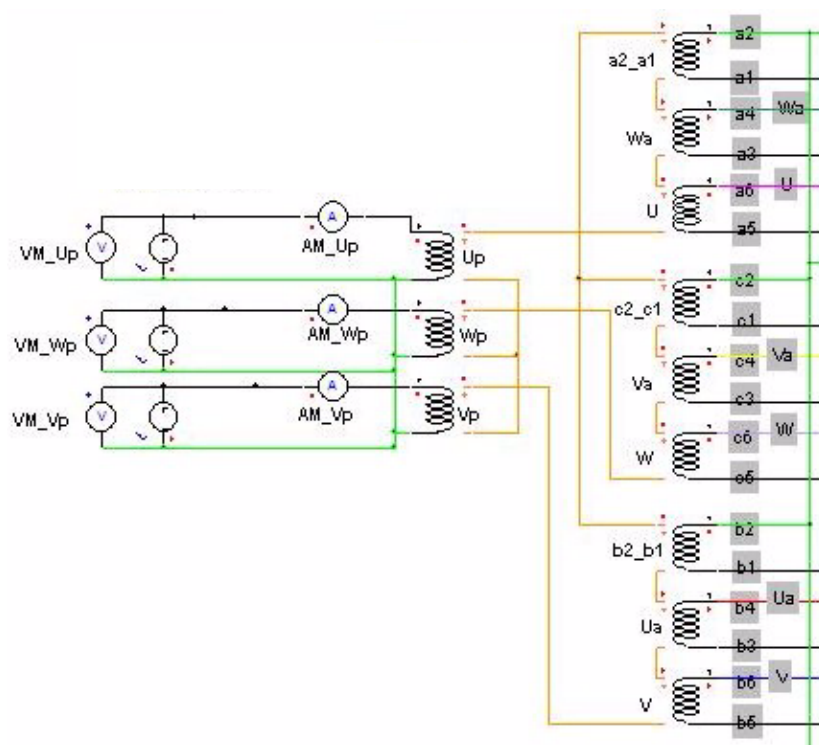 a2
a2_a1
a1
a4 Wa
Wa
a3
a6 U
U
a5
VM_Up V A
AM_Up Up
c2
c2_c1
c1
VM_Wp V A
AM_Wp Wp
c4 Va
Va
c3
VM_Vp V A
AM_Vp Vp
c6 W
W
c5
b2
b2_b1
b1
b4 Ua
Ua
b3
b6 V
V
b5